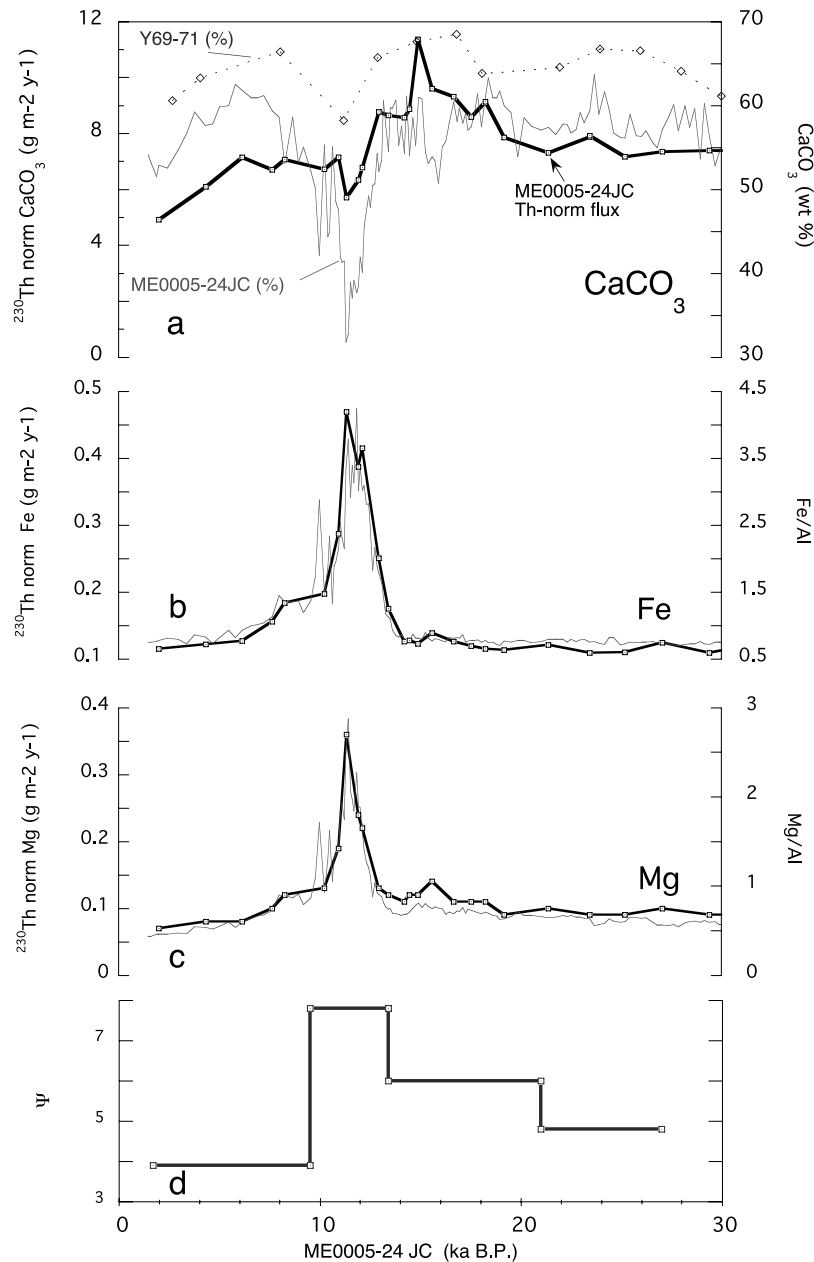 Y69-71 (%)
ME0005-24JC
Th-norm flux
ME0005-24JC (%)
CaCO3
a
230Th norm CaCO3 (g m-2 y-1)
12
8
4
0
CaCO3 (wt %)
70
60
50
40
30
230Th norm Fe (g m-2 y-1)
0.5
0.4
0.3
0.2
0.1
b
Fe
Fe/Al
4.5
3.5
2.5
1.5
0.5
230Th norm Mg (g m-2 y-1)
0.4
0.3
0.2
0.1
0
c
Mg
Mg/Al
3
2
1
0
Ψ
7
5
3
d
0
10
20
30
ME0005-24 JC (ka B.P.)